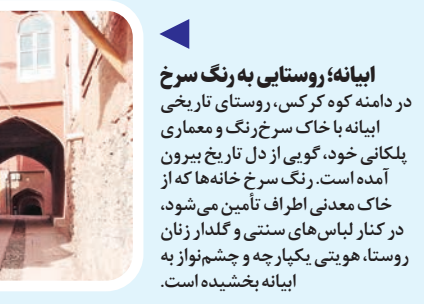 ابیانه؛ روستایی به رنگ سرخ
در دامنه کوه کرکس، روستای تاریخی
ابیانه با خاک سرخ‌رنگ و معماری
پلکانی خود، گویی از دل تاریخ بیرون
آمده است. رنگ سرخ خانه‌ها که از
خاک معدنی اطراف تأمین می‌شود،
در کنار لباس‌های سنتی و گلدار زنان
روستا، هویتی یکپارچه و چشم‌نواز به
ابیانه بخشیده است.